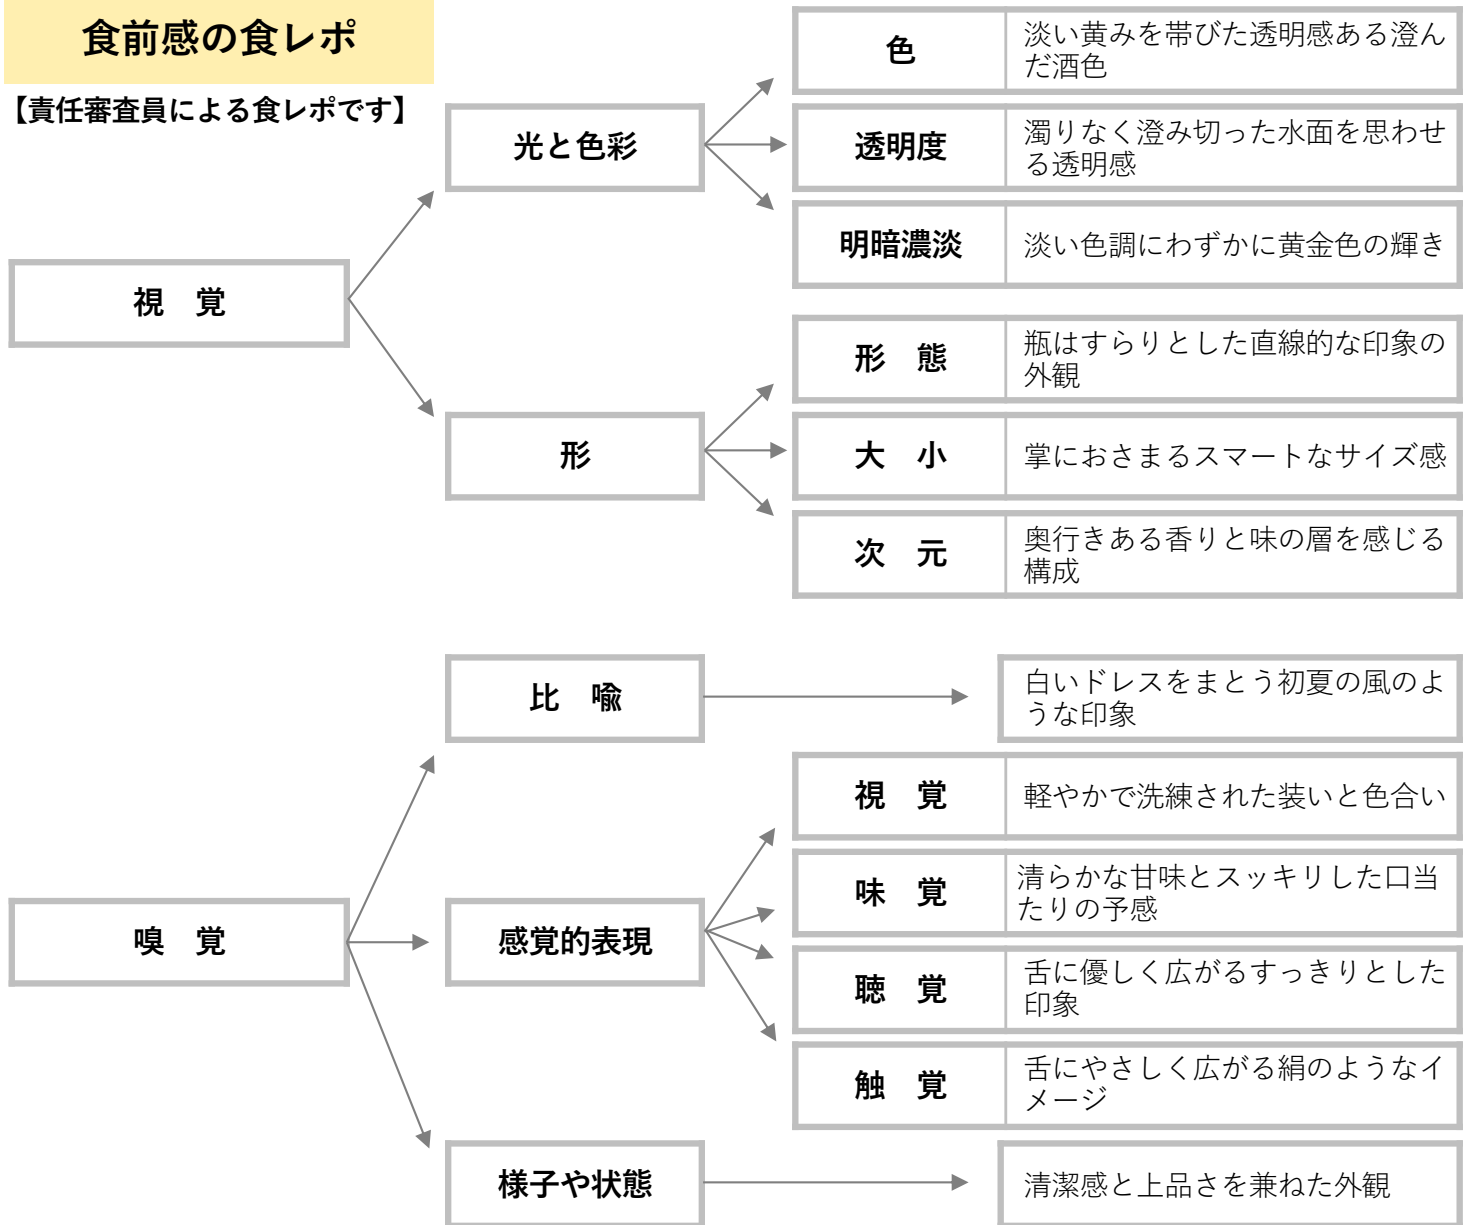 食前感の食レポ
【責任審査員による食レポです】
視　覚
光と色彩
色
淡い黄みを帯びた透明感ある澄ん
だ酒色
透明度
濁りなく澄み切った水面を思わせ
る透明感
明暗濃淡
淡い色調にわずかに黄金色の輝き
形
形　態
瓶はすらりとした直線的な印象の
外観
大　小
掌におさまるスマートなサイズ感
次　元
奥行きある香りと味の層を感じる
構成
嗅　覚
比　喩
白いドレスをまとう初夏の風のよ
うな印象
感覚的表現
視　覚
軽やかで洗練された装いと色合い
味　覚
清らかな甘味とスッキリした口当
たりの予感
聴　覚
舌に優しく広がるすっきりとした
印象
触　覚
舌にやさしく広がる絹のようなイ
メージ
様子や状態
清潔感と上品さを兼ねた外観